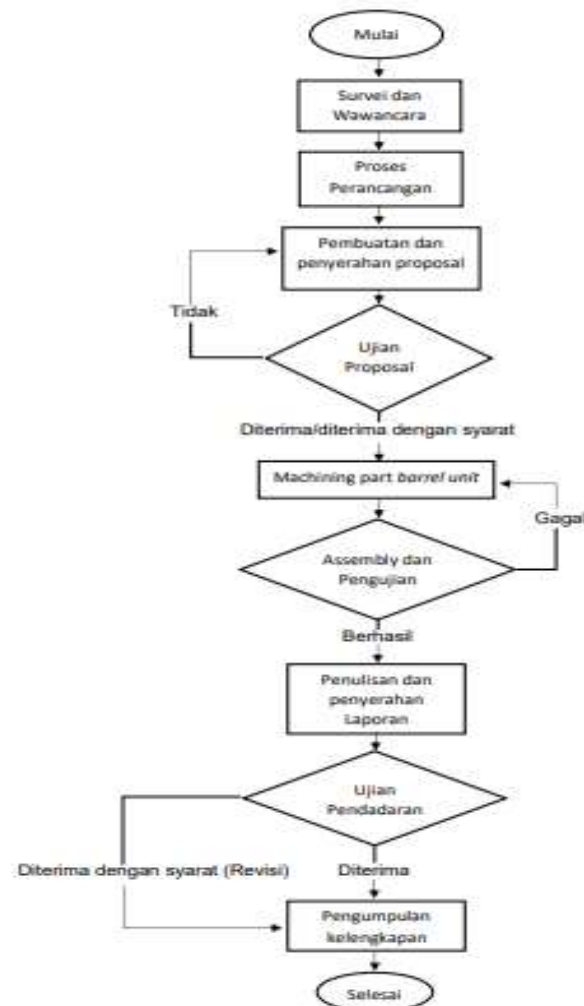 Mulai
Survei dan
Wawancara
Proses
Perancangan
Pembuatan dan
penyerahan proposal
Tidak
Ujian
Proposal
Diterima/diterima dengan syarat
Machining part barrel unit
Gagal
Assembly dan
Pengujian
Berhasil
Penulisan dan
penyerahan
Laporan
Ujian
Pendadaran
Diterima dengan syarat (Revisi)
Diterima
Pengumpulan
kelengkapan
Selesai